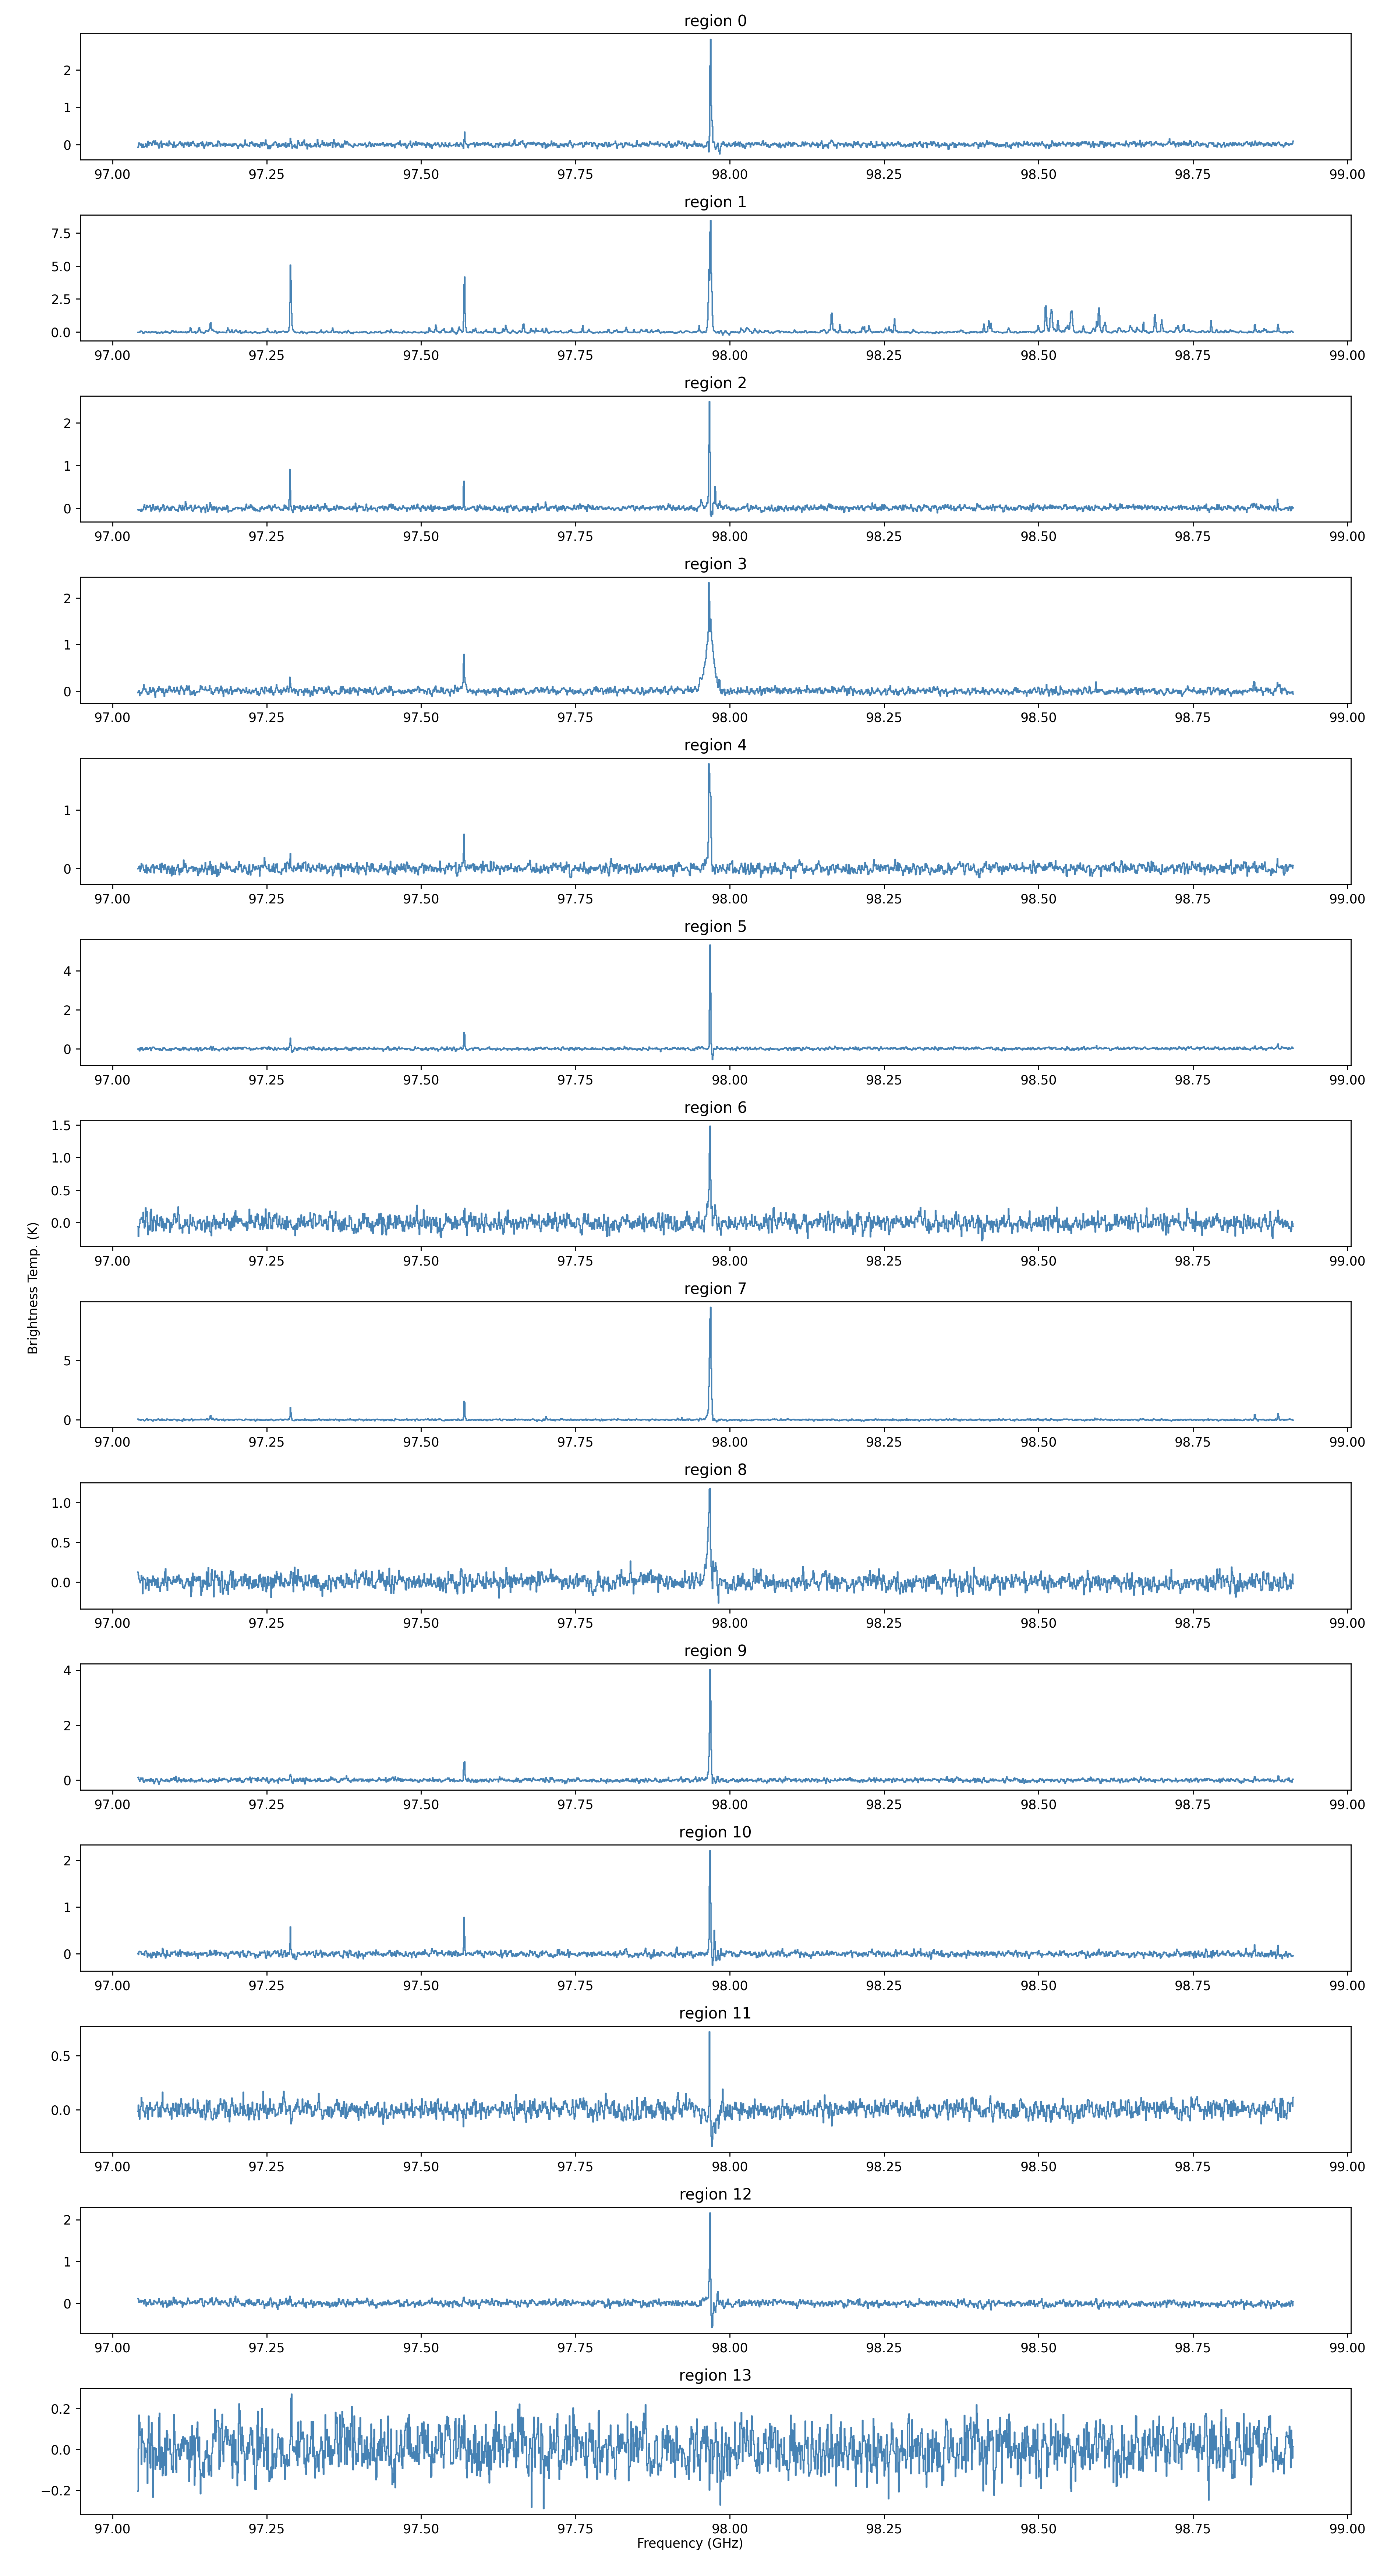 region 0
2
1
0
97.00 97.25 97.50 97.75 98.00 98.25 98.50 98.75 99.00
region 1
7.5
5.0
2.5
0.0
97.00 97.25 97.50 97.75 98.00 98.25 98.50 98.75 99.00
region 2
2
1
0
97.00 97.25 97.50 97.75 98.00 98.25 98.50 98.75 99.00
region 3
2
1
0
97.00 97.25 97.50 97.75 98.00 98.25 98.50 98.75 99.00
region 4
1
0
97.00 97.25 97.50 97.75 98.00 98.25 98.50 98.75 99.00
region 5
4
2
0
97.00 97.25 97.50 97.75 98.00 98.25 98.50 98.75 99.00
region 6
1.5
1.0
0.5
0.0
97.00 97.25 97.50 97.75 98.00 98.25 98.50 98.75 99.00
Brightness Temp. (K)
region 7
5
0
97.00 97.25 97.50 97.75 98.00 98.25 98.50 98.75 99.00
region 8
1.0
0.5
0.0
97.00 97.25 97.50 97.75 98.00 98.25 98.50 98.75 99.00
region 9
4
2
0
97.00 97.25 97.50 97.75 98.00 98.25 98.50 98.75 99.00
region 10
2
1
0
97.00 97.25 97.50 97.75 98.00 98.25 98.50 98.75 99.00
region 11
0.5
0.0
97.00 97.25 97.50 97.75 98.00 98.25 98.50 98.75 99.00
region 12
2
1
0
97.00 97.25 97.50 97.75 98.00 98.25 98.50 98.75 99.00
region 13
0.2
0.0
−0.2
97.00 97.25 97.50 97.75 98.00 98.25 98.50 98.75 99.00
Frequency (GHz)